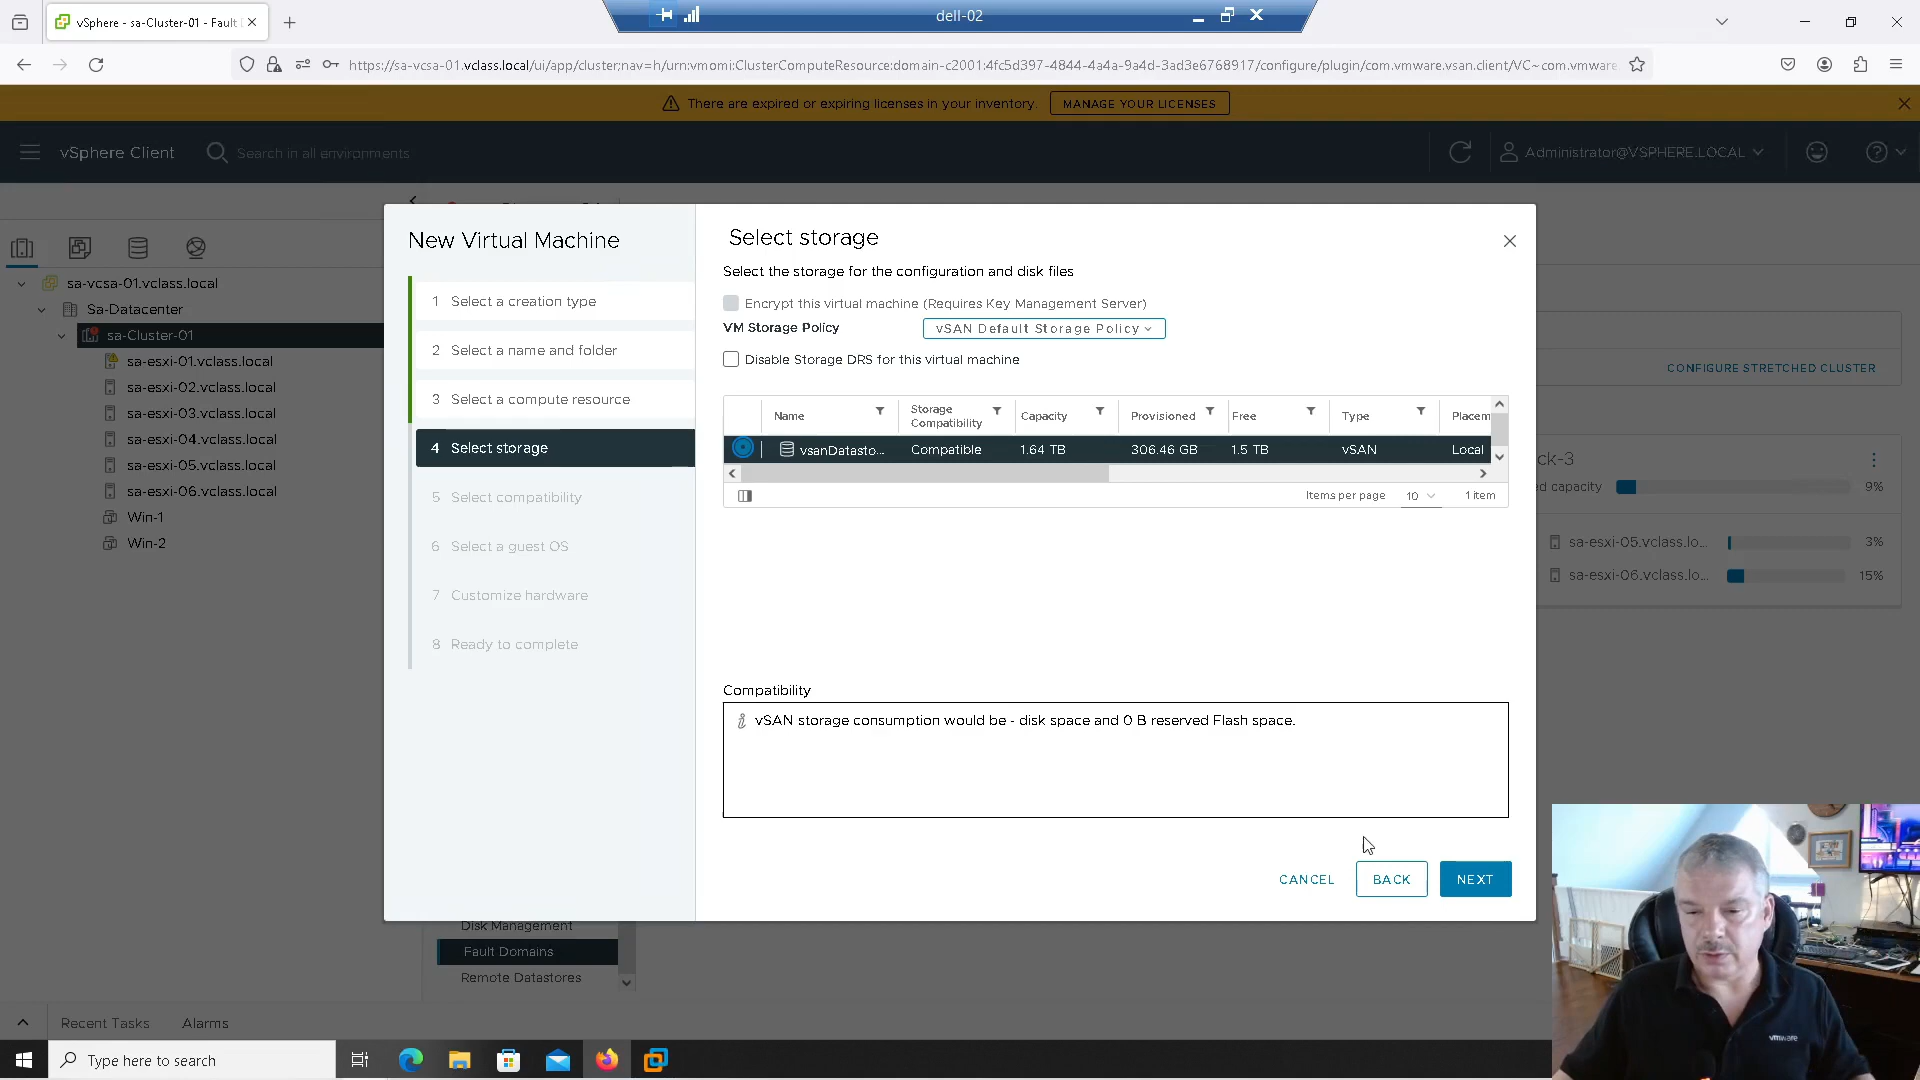 vSphere - sa-Cluster-01 - Fault
dell-02
https://sa-vcsa-01.vclass.local/ui/app/cluster;nav=h/urn:vmomi:ClusterComputeResource:domain-c2001:4fc5d397-4844-4a4a-9a4d-3ad3e6768917/configure/plugin/com.vmware.vsan.client/VC~com.vmware.
There are expired or expiring licenses in your inventory.
MANAGE YOUR LICENSES
vSphere Client
Search in all environments
Administrator@VSPHERE.LOCAL
sa-vcsa-01.vclass.local
Sa-Datacenter
sa-Cluster-01
sa-esxi-01.vclass.local
sa-esxi-02.vclass.local
sa-esxi-03.vclass.local
sa-esxi-04.vclass.local
sa-esxi-05.vclass.local
sa-esxi-06.vclass.local
Win-1
Win-2
New Virtual Machine
1 Select a creation type
2 Select a name and folder
3 Select a compute resource
4 Select storage
5 Select compatibility
6 Select a guest OS
7 Customize hardware
8 Ready to complete
Select storage
Select the storage for the configuration and disk files
Encrypt this virtual machine (Requires Key Management Server)
VM Storage Policy vSAN Default Storage Policy
Disable Storage DRS for this virtual machine
Name Storage Compatibility Capacity Provisioned Free Type Placem
vsanDatasto... Compatible 1.64 TB 306.46 GB 1.5 TB vSAN Local
Items per page 10 1 item
Compatibility
vSAN storage consumption would be - disk space and 0 B reserved Flash space.
CANCEL BACK NEXT
CONFIGURE STRETCHED CLUSTER
ck-3
ed capacity 9%
sa-esxi-05.vclass.lo... 3%
sa-esxi-06.vclass.lo... 15%
Disk Management
Fault Domains
Remote Datastores
Recent Tasks Alarms
Type here to search
vmware